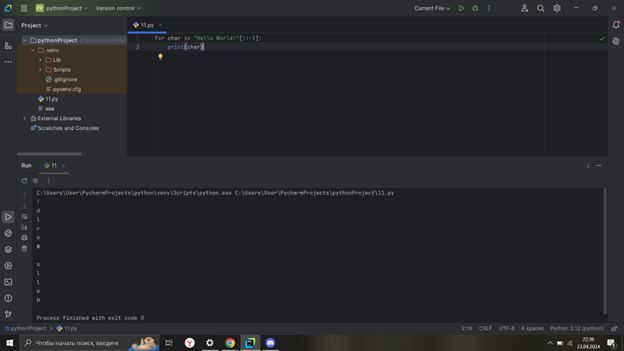 pythonProject
Version control
Current File
Project
11.py
pythonProject C:\Users\User\
.venv
Lib
Scripts
.gitignore
pyvenv.cfg
11.py
External Libraries
Scratches and Consoles
1 for char in "Hello World!"[::-1]:
2 print(char)
Run
11
C:\Users\User\PycharmProjects\python\venv\Scripts\python.exe C:\Users\User\PycharmProjects\pythonProject\11.py
!
d
l
r
o
W
o
l
l
e
H
Process finished with exit code 0
pythonProject > 11.py
2:16 CRLF UTF-8 4 spaces Python 3.12 (python)
Чтобы начать поиск, введите
22:36
23.09.2024